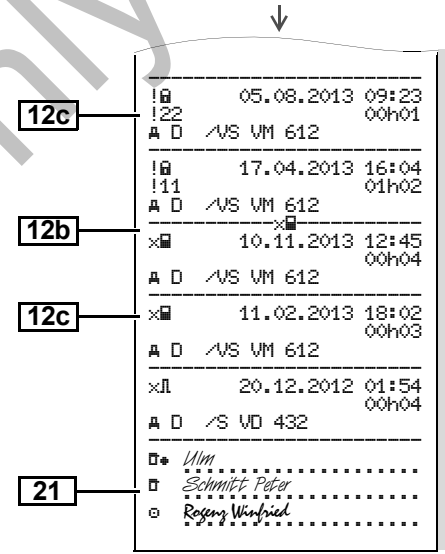 nly
! 05.08.2013 09:23
12c
!22 00h01
A D /VS VM 612
! 17.04.2013 16:04
!11 01h02
A D /VS VM 612
12b
x
x 10.11.2013 12:45
00h04
A D /VS VM 612
12c
x 11.02.2013 18:02
00h03
A D /VS VM 612
x 20.12.2012 01:54
00h04
A D /S VD 432
Ulm
21
Schmitt Peter
Rogenz Winfried